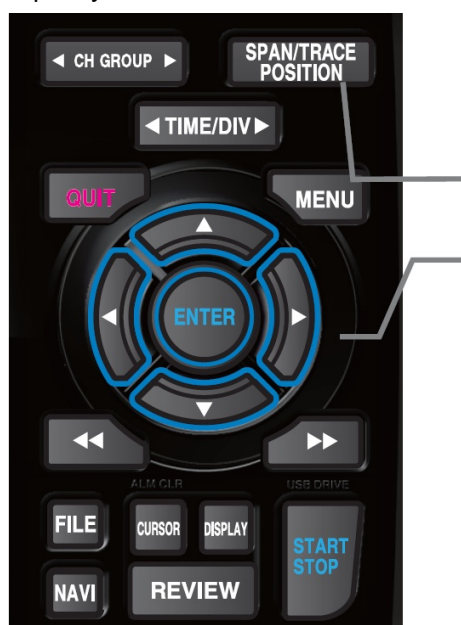 ◀ CH GROUP ▶
SPAN/TRACE
POSITION
◀ TIME/DIV ▶
QUIT
MENU
ENTER
ALM CLR
USB DRIVE
FILE
CURSOR
DISPLAY
START
STOP
NAVI
REVIEW